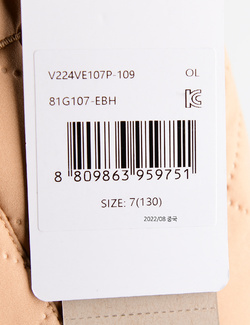 V224VE107P-109 OL
81G107-EBH
8 809863 959751
SIZE: 7(130)
2022/08 중국